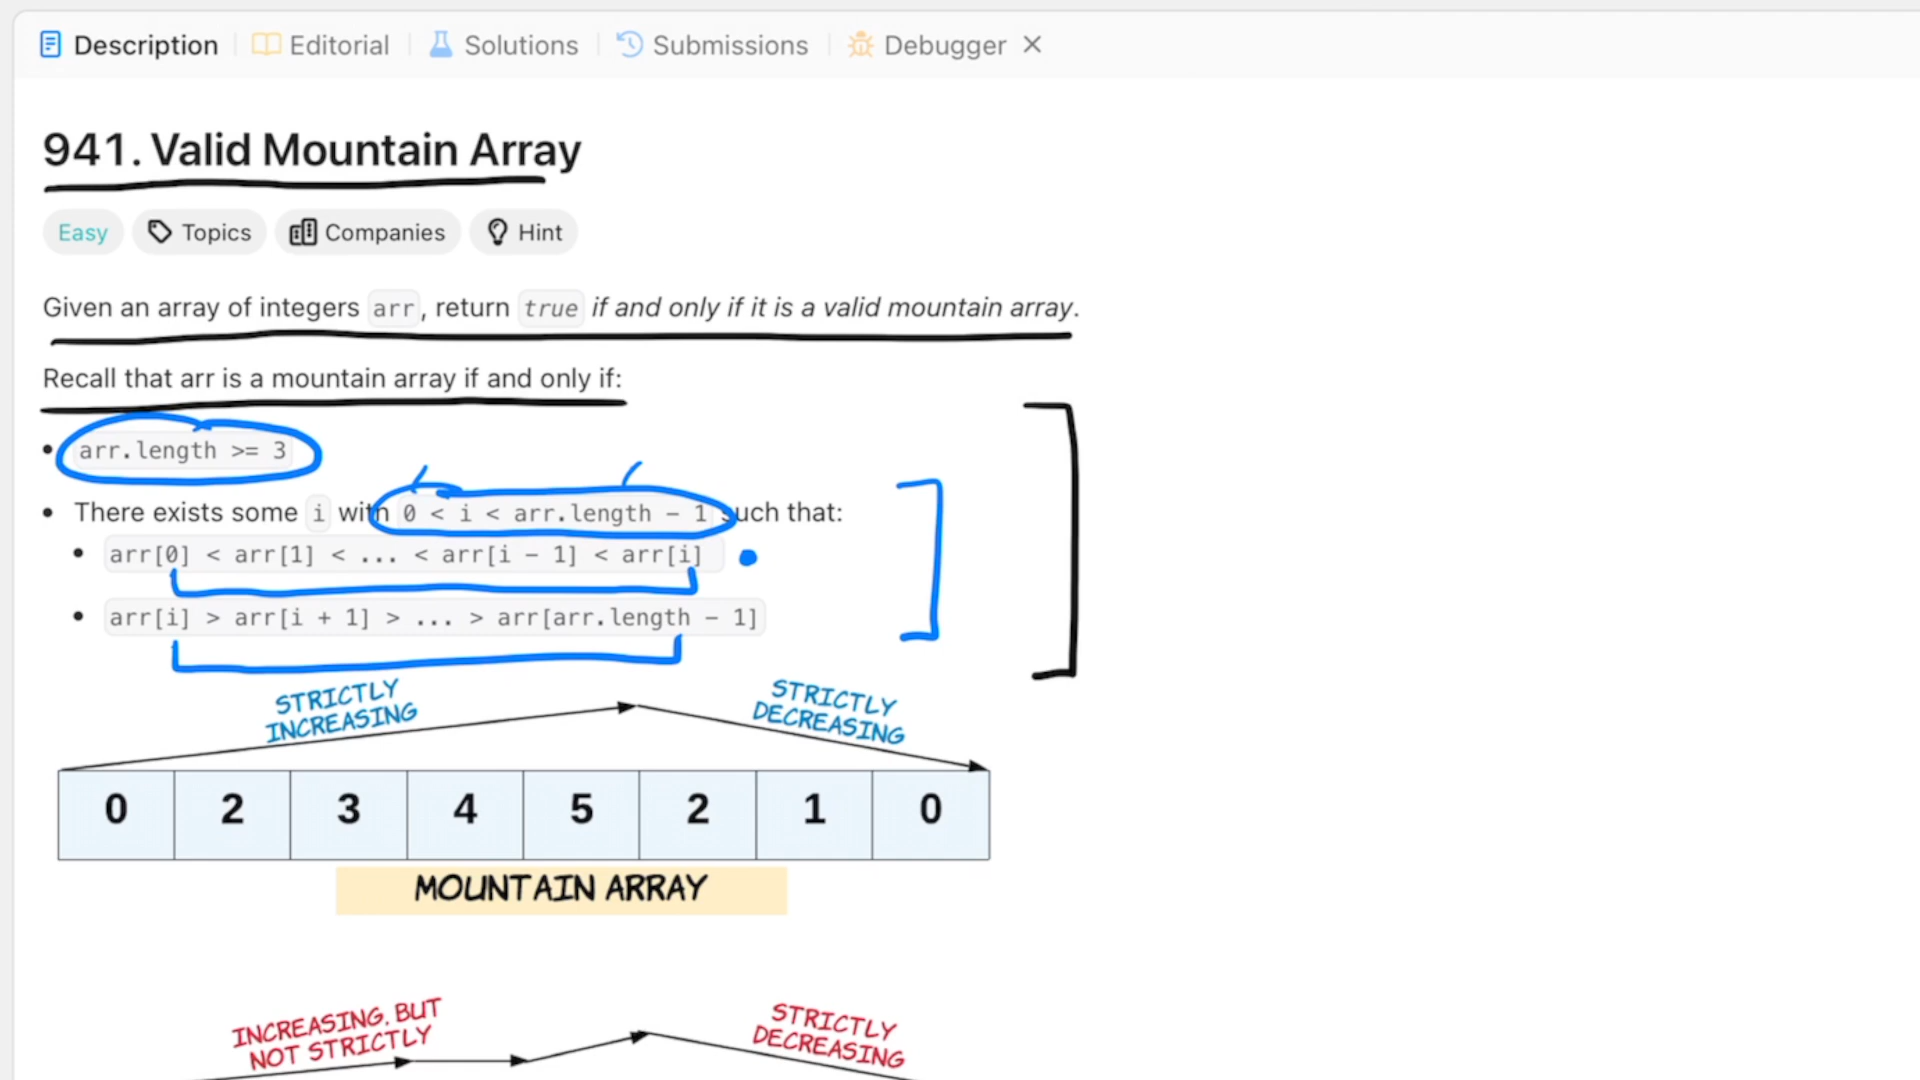 Description Editorial Solutions Submissions Debugger
941. Valid Mountain Array
Easy Topics Companies Hint
Given an array of integers arr, return true if and only if it is a valid mountain array.
Recall that arr is a mountain array if and only if:
• arr.length >= 3
• There exists some i with 0 < i < arr.length - 1 such that:
• arr[0] < arr[1] < ... < arr[i - 1] < arr[i]
• arr[i] > arr[i + 1] > ... > arr[arr.length - 1]
STRICTLY
INCREASING
STRICTLY
DECREASING
0 2 3 4 5 2 1 0
MOUNTAIN ARRAY
INCREASING, BUT
NOT STRICTLY
STRICTLY
DECREASING